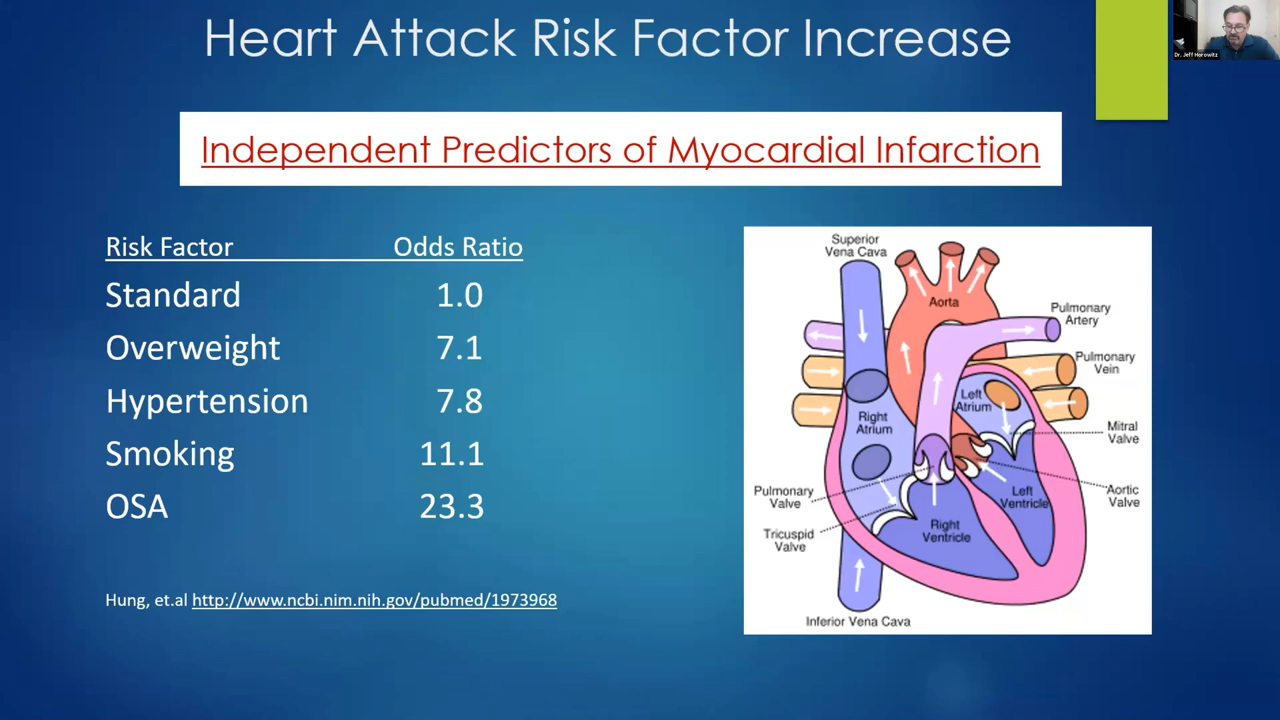 Heart Attack Risk Factor Increase
Dr. Jeff Horowitz
Independent Predictors of Myocardial Infarction
Risk Factor Odds Ratio
Standard 1.0
Overweight 7.1
Hypertension 7.8
Smoking 11.1
OSA 23.3
Hung, et.al http://www.ncbi.nim.nih.gov/pubmed/1973968
Superior
Vena Cava
Aorta
Pulmonary
Artery
Pulmonary
Vein
Left
Atrium
Right
Atrium
Mitral
Valve
Pulmonary
Valve
Left
Ventricle
Aortic
Valve
Tricuspid
Valve
Right
Ventricle
Inferior Vena Cava